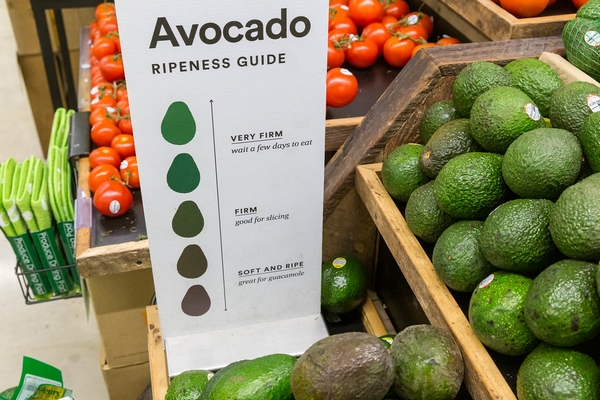 Avocado
RIPENESS GUIDE
VERY FIRM
wait a few days to eat
FIRM
good for slicing
SOFT AND RIPE
great for guacamole